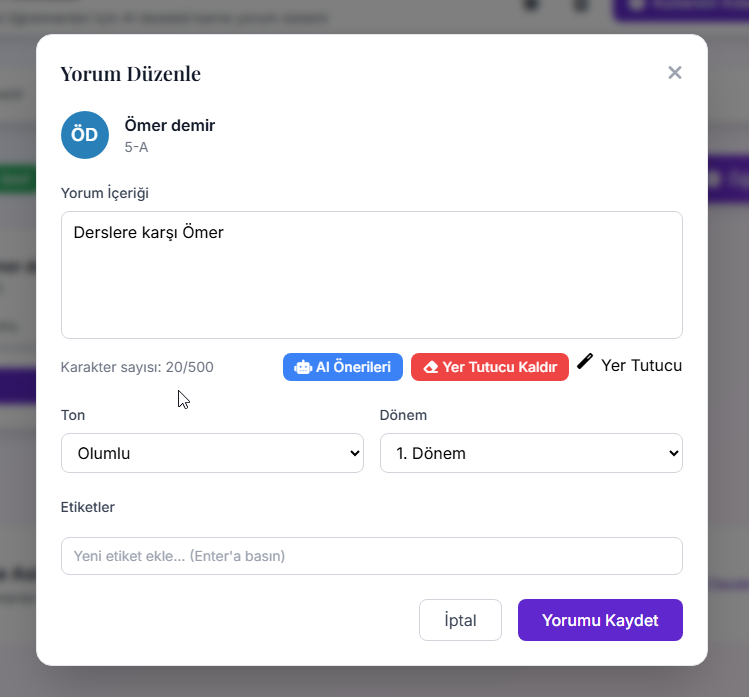 Yorum Düzenle
ÖD
Ömer demir
5-A
Yorum İçeriği
Derslere karşı Ömer
Karakter sayısı: 20/500
AI Önerileri
Yer Tutucu Kaldır
Yer Tutucu
Ton
Dönem
Olumlu
1. Dönem
Etiketler
Yeni etiket ekle... (Enter'a basın)
İptal
Yorumu Kaydet